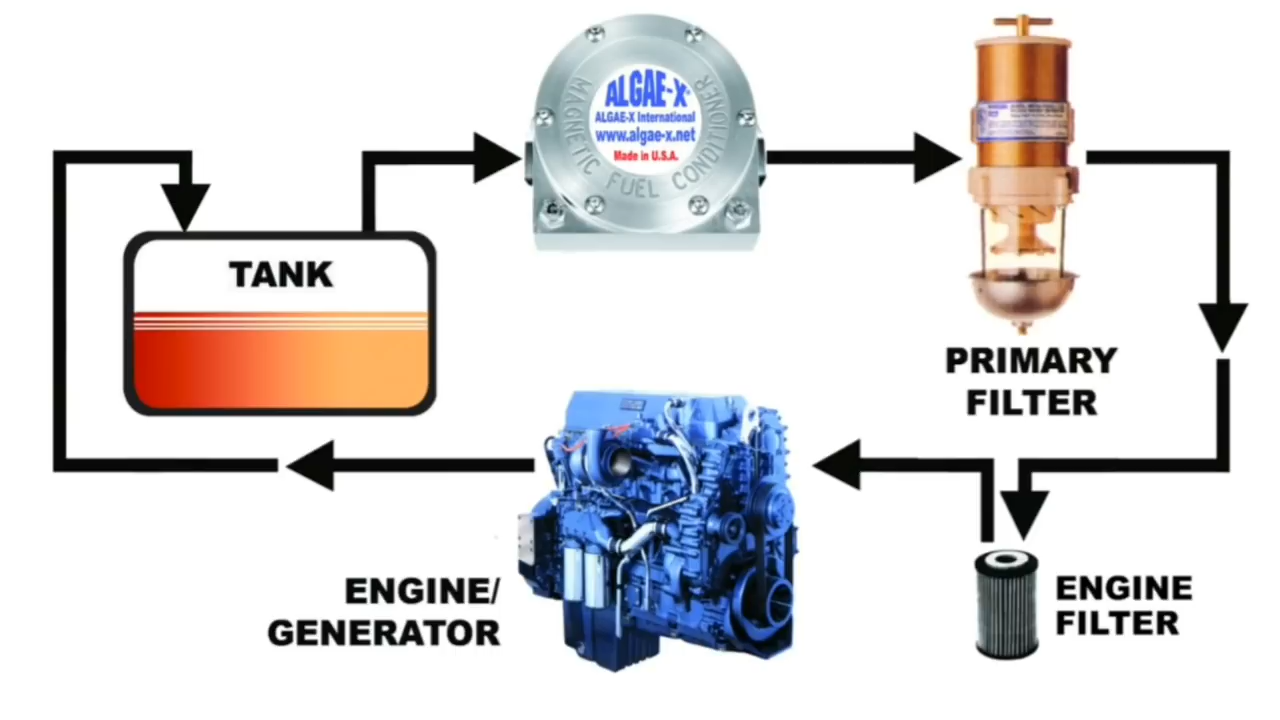 ALGAE-X®
ALGAE-X International
www.algae-x.net
Made in U.S.A.
MAGNETIC FUEL CONDITIONER
TANK
PRIMARY
FILTER
ENGINE/
GENERATOR
ENGINE
FILTER